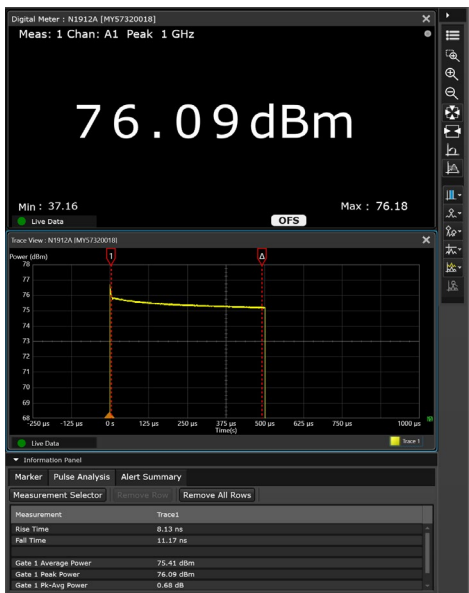 Digital Meter : N1912A [MY57320018]
Meas: 1 Chan: A1 Peak 1 GHz
76.09 dBm
Min : 37.16
Max : 76.18
Live Data
OFS
Trace View : N1912A [MY57320018]
Power (dBm)
1
Δ
78
77
76
75
74
73
72
71
70
69
68
-250 µs
-125 µs
0 s
125 µs
250 µs
375 µs
500 µs
625 µs
750 µs
1000 µs
Time(s)
Live Data
Trace 1
Information Panel
Marker
Pulse Analysis
Alert Summary
Measurement Selector
Remove Row
Remove All Rows
Measurement Trace1
Rise Time 8.13 ns
Fall Time 11.17 ns
Gate 1 Average Power 75.41 dBm
Gate 1 Peak Power 76.09 dBm
Gate 1 Pk-Avg Power 0.68 dB